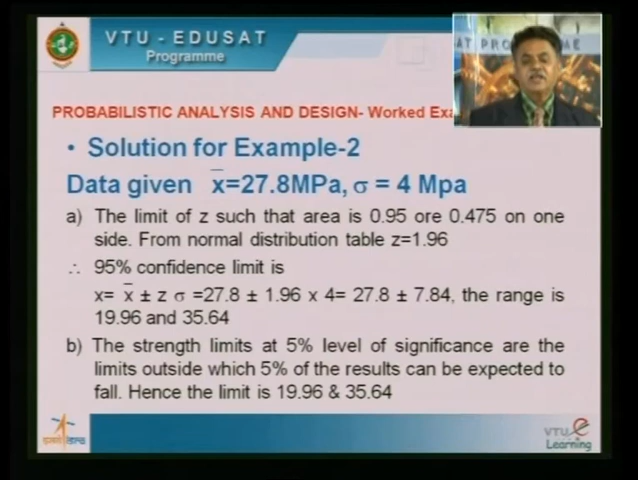 VTU - EDUSAT
Programme
AT PRO ME
PROBABILISTIC ANALYSIS AND DESIGN- Worked Exa
• Solution for Example-2
Data given x̅=27.8MPa, σ = 4 Mpa
a) The limit of z such that area is 0.95 ore 0.475 on one
side. From normal distribution table z=1.96
∴ 95% confidence limit is
x= x̅ ± z σ =27.8 ± 1.96 x 4= 27.8 ± 7.84, the range is
19.96 and 35.64
b) The strength limits at 5% level of significance are the
limits outside which 5% of the results can be expected to
fall. Hence the limit is 19.96 & 35.64
VTU e
Learning